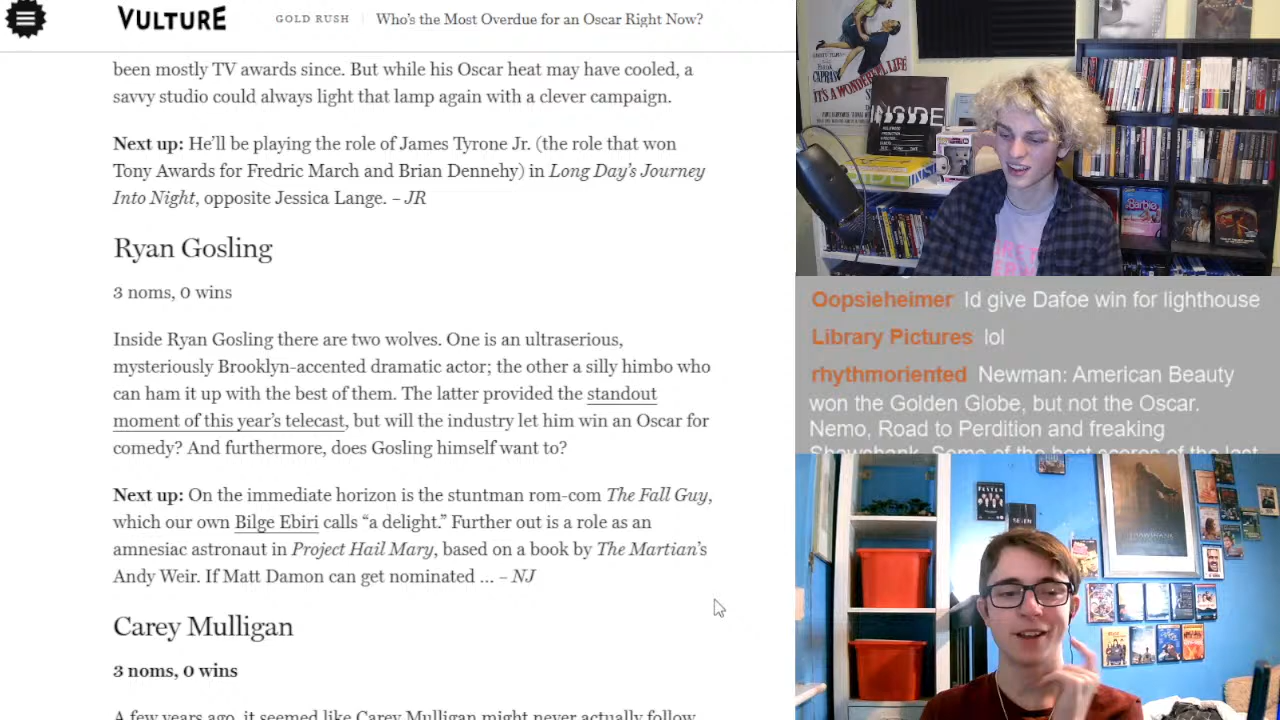 VULTURE
GOLD RUSH
Who's the Most Overdue for an Oscar Right Now?
been mostly TV awards since. But while his Oscar heat may have cooled, a
savvy studio could always light that lamp again with a clever campaign.
Next up: He'll be playing the role of James Tyrone Jr. (the role that won
Tony Awards for Fredric March and Brian Dennehy) in Long Day's Journey
Into Night, opposite Jessica Lange. – JR
Ryan Gosling
3 noms, 0 wins
Inside Ryan Gosling there are two wolves. One is an ultraserious,
mysteriously Brooklyn-accented dramatic actor; the other a silly himbo who
can ham it up with the best of them. The latter provided the standout
moment of this year's telecast, but will the industry let him win an Oscar for
comedy? And furthermore, does Gosling himself want to?
Next up: On the immediate horizon is the stuntman rom-com The Fall Guy,
which our own Bilge Ebiri calls “a delight.” Further out is a role as an
amnesiac astronaut in Project Hail Mary, based on a book by The Martian's
Andy Weir. If Matt Damon can get nominated … – NJ
Carey Mulligan
3 noms, 0 wins
A few years ago, it seemed like Carey Mulligan might never actually follow
CAPRA'S
IT'S A WONDERFUL LIFE
INSIDE
Barbie
Oopsieheimer Id give Dafoe win for lighthouse
Library Pictures lol
rhythmoriented Newman: American Beauty
won the Golden Globe, but not the Oscar.
Nemo, Road to Perdition and freaking
Shawshank. Some of the best scores of the last
SE7EN